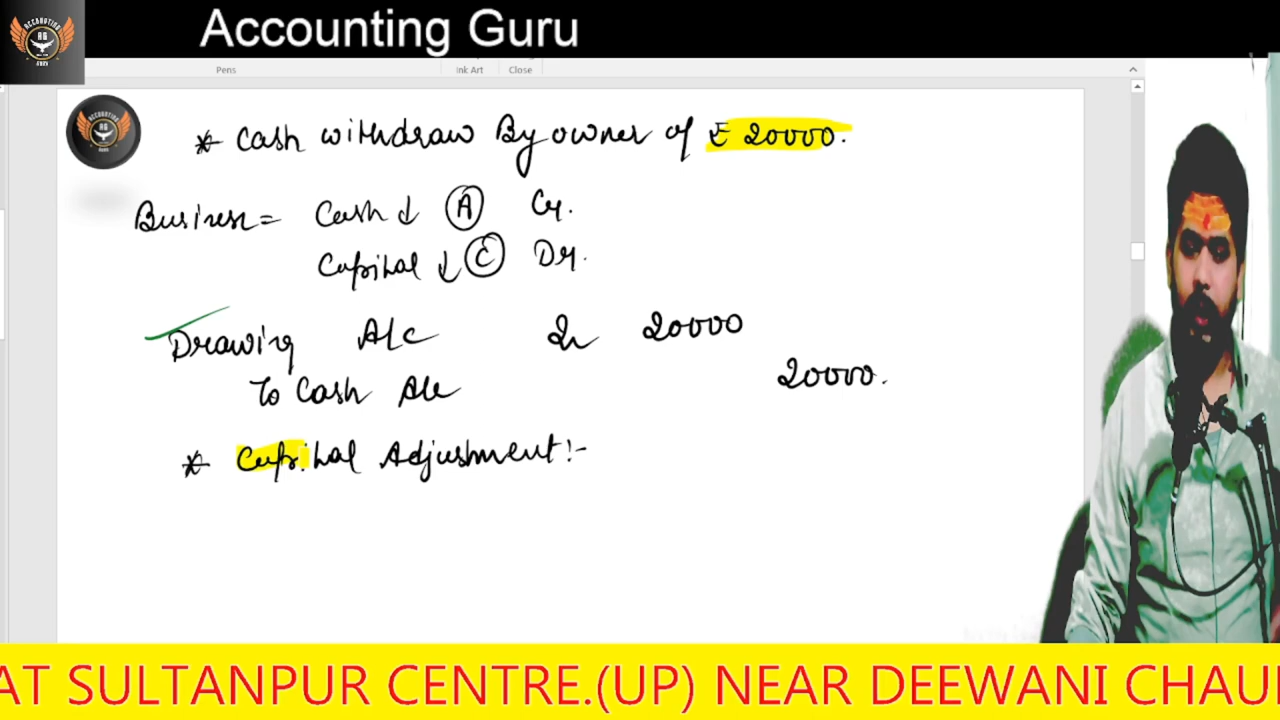 Accounting Guru
Pens
Ink Art
Close
* Cash withdraw By owner of ₹ 20000.
Business = Cash ↓ (A) Cr.
Capital ↓ (C) Dr.
Drawing A/c Dr 20000
To Cash A/c 20000.
* Capital Adjustment :-
AT SULTANPUR CENTRE.(UP) NEAR DEEWANI CHAU